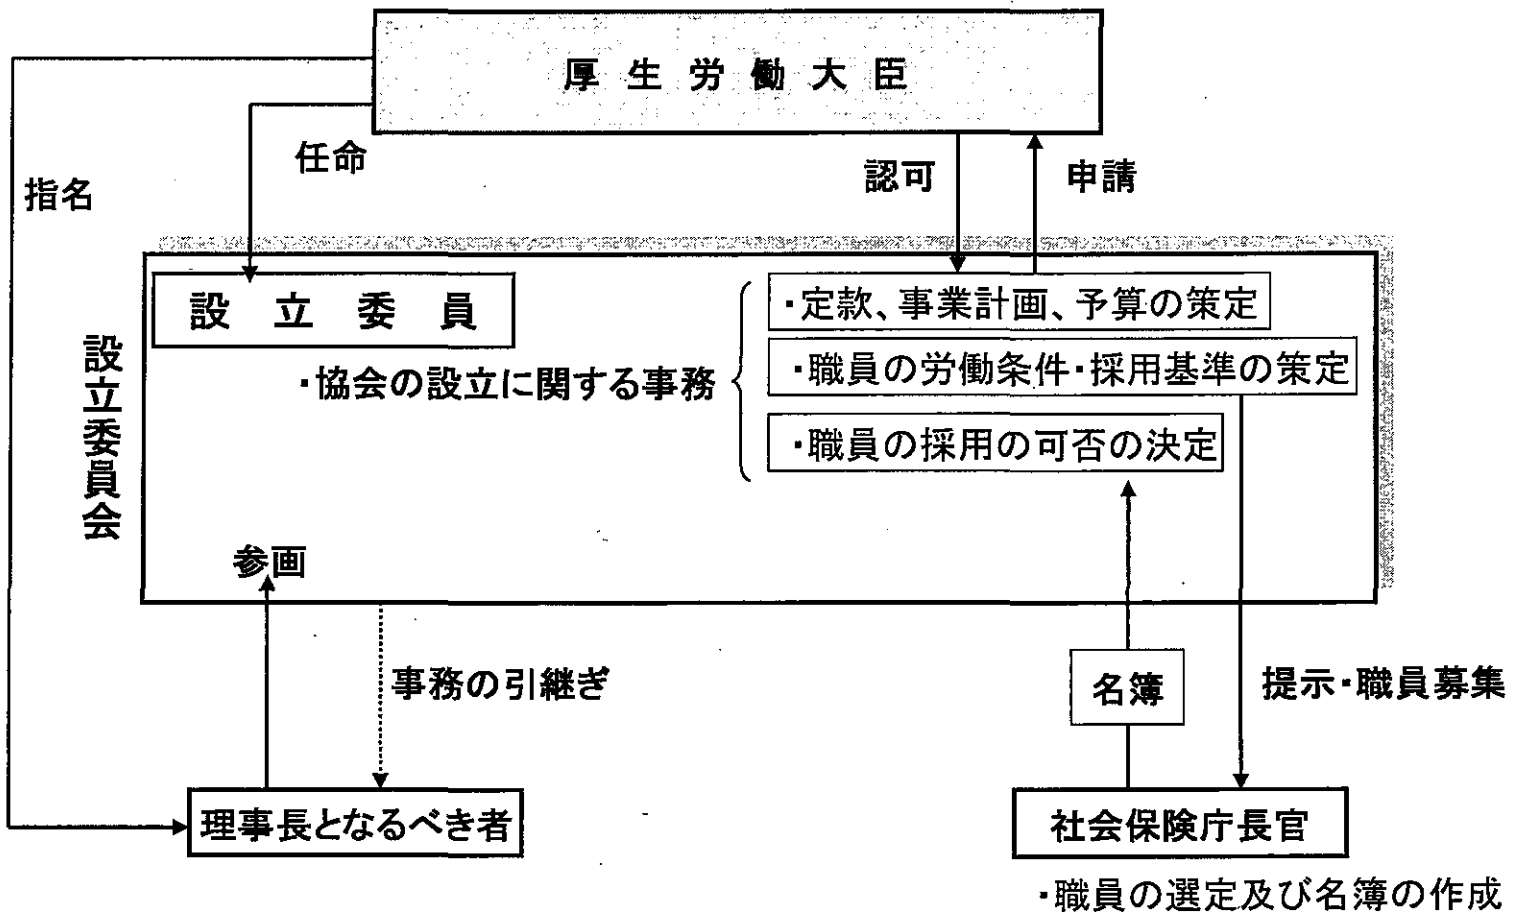 厚生労働大臣
任命
認可
申請
指名
設立委員会
設立委員
・協会の設立に関する事務
・定款、事業計画、予算の策定
・職員の労働条件・採用基準の策定
・職員の採用の可否の決定
参画
事務の引継ぎ
名簿
提示・職員募集
理事長となるべき者
社会保険庁長官
・職員の選定及び名簿の作成